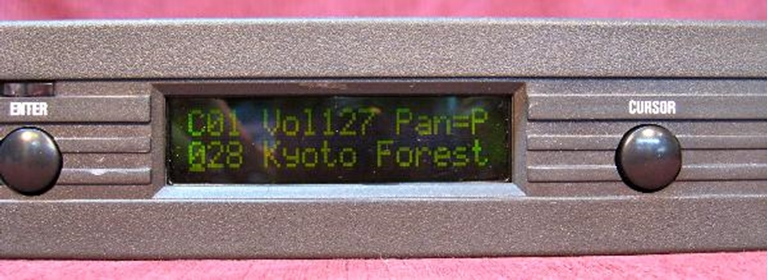 ENTER
C01 Vol127 Pan=P
028 Kyoto Forest
CURSOR